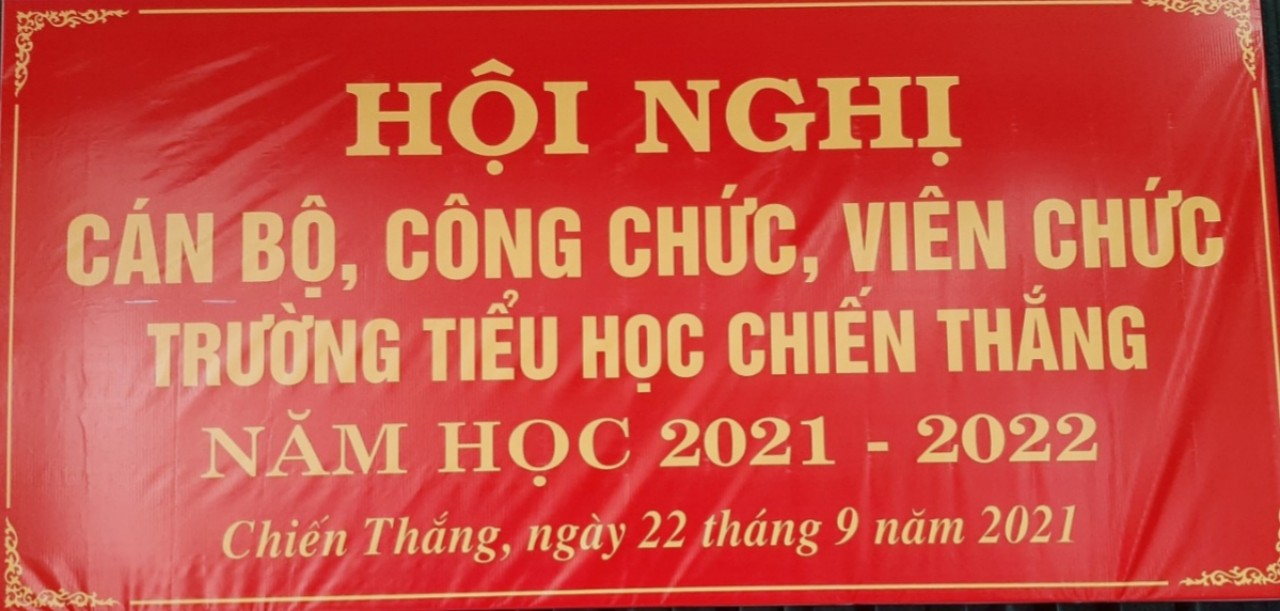 HỘI NGHỊ
CÁN BỘ, CÔNG CHỨC, VIÊN CHỨC
TRƯỜNG TIỂU HỌC CHIẾN THẮNG
NĂM HỌC 2021 - 2022
Chiến Thắng, ngày 22 tháng 9 năm 2021